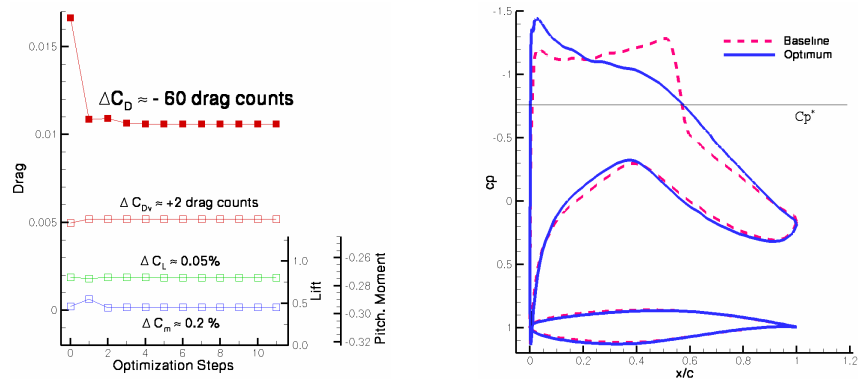 0.015
0.01
0.005
0
Drag
ΔC_D ≈ - 60 drag counts
Δ C_Dv ≈ +2 drag counts
Δ C_L ≈ 0.05%
Δ C_m ≈ 0.2 %
0 2 4 6 8 10
Optimization Steps
1.0
0.5
0.0
Lift
-0.26
-0.28
-0.30
-0.32
Pitch. Moment
-1.5
-1
-0.5
0
0.5
1
cp
Baseline
Optimum
Cp*
0 0.2 0.4 0.6 0.8 1 1.2
x/c